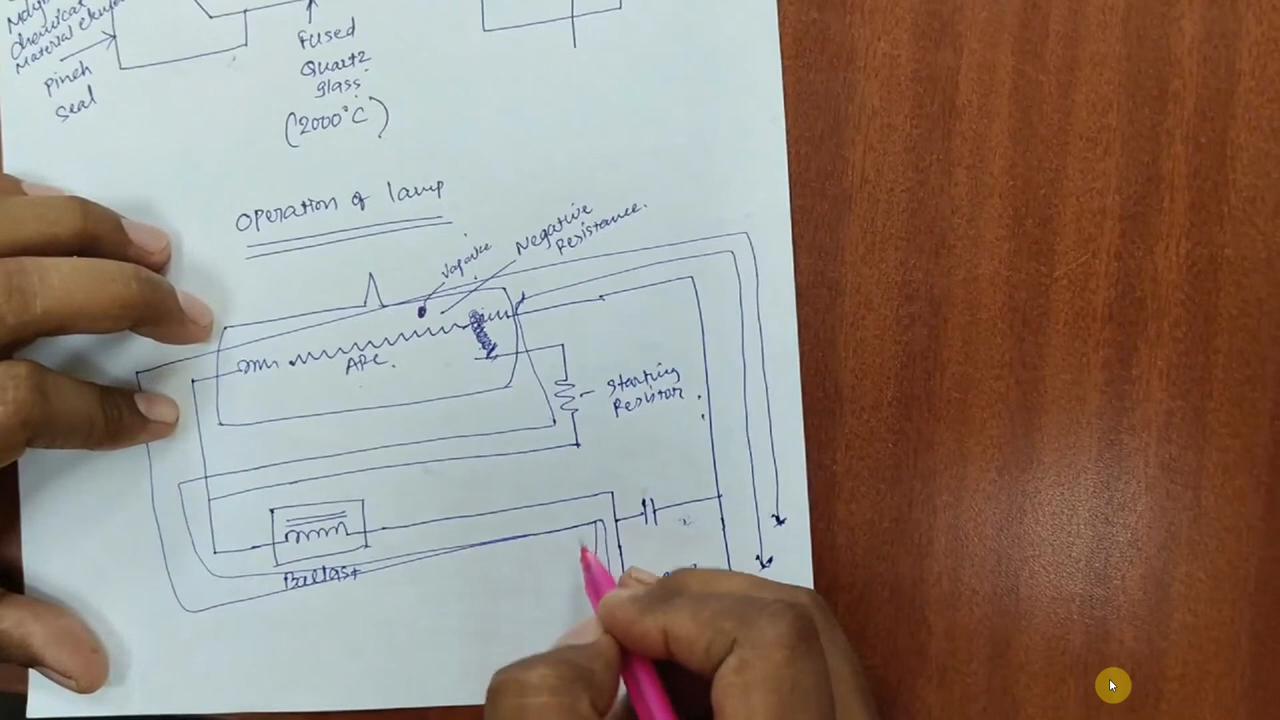 chemical
Material
Pinch
Seal
Fused
Quartz
glass
(2000°C)
Operation of lamp
Negative
Resistance.
ARC.
Starting
Resistor
Ballast